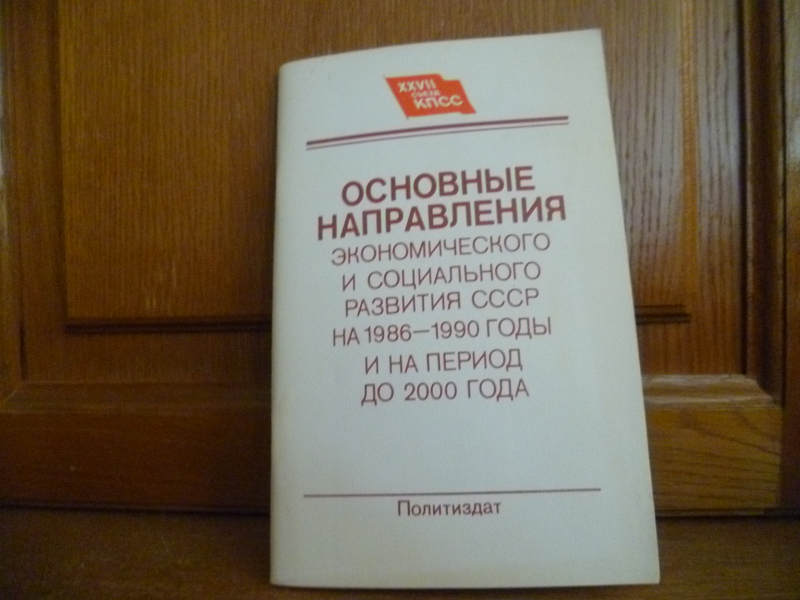 XXVII
СЪЕЗД
КПСС
ОСНОВНЫЕ
НАПРАВЛЕНИЯ
ЭКОНОМИЧЕСКОГО
И СОЦИАЛЬНОГО
РАЗВИТИЯ СССР
НА 1986—1990 ГОДЫ
И НА ПЕРИОД
ДО 2000 ГОДА
Политиздат